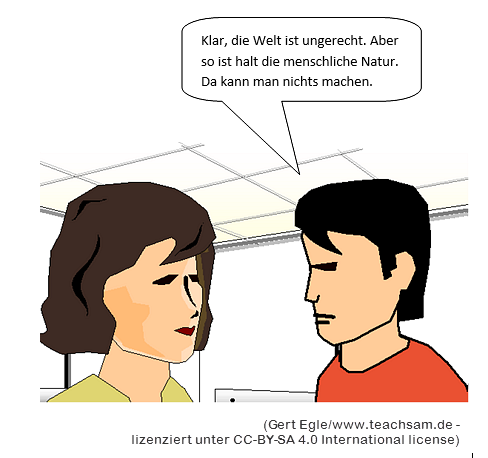 Klar, die Welt ist ungerecht. Aber
so ist halt die menschliche Natur.
Da kann man nichts machen.
(Gert Egle/www.teachsam.de -
lizenziert unter CC-BY-SA 4.0 International license)